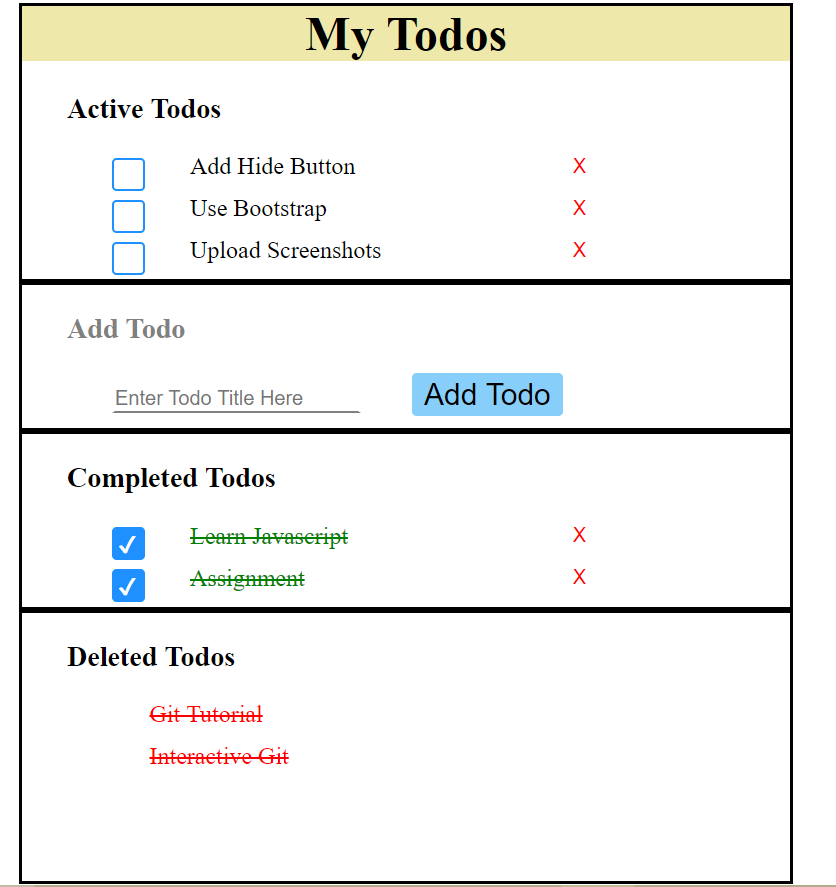 My Todos
Active Todos
Add Hide Button X
Use Bootstrap X
Upload Screenshots X
Add Todo
Enter Todo Title Here Add Todo
Completed Todos
Learn Javascript X
Assignment X
Deleted Todos
Git Tutorial
Interactive Git